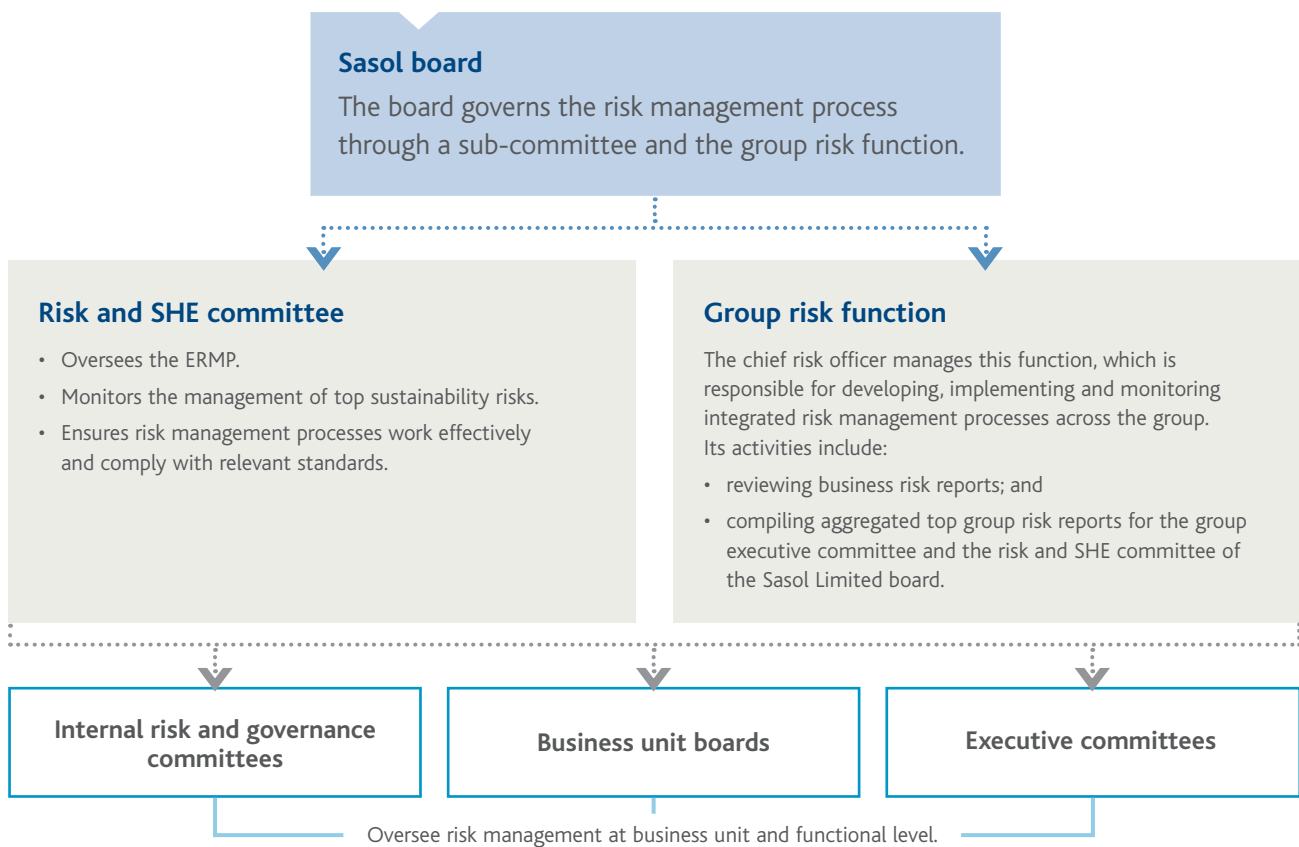 Sasol board
The board governs the risk management process
through a sub-committee and the group risk function.
Risk and SHE committee
• Oversees the ERMP.
• Monitors the management of top sustainability risks.
• Ensures risk management processes work effectively
and comply with relevant standards.
Group risk function
The chief risk officer manages this function, which is
responsible for developing, implementing and monitoring
integrated risk management processes across the group.
Its activities include:
• reviewing business risk reports; and
• compiling aggregated top group risk reports for the group
executive committee and the risk and SHE committee of
the Sasol Limited board.
Internal risk and governance
committees
Business unit boards
Executive committees
Oversee risk management at business unit and functional level.